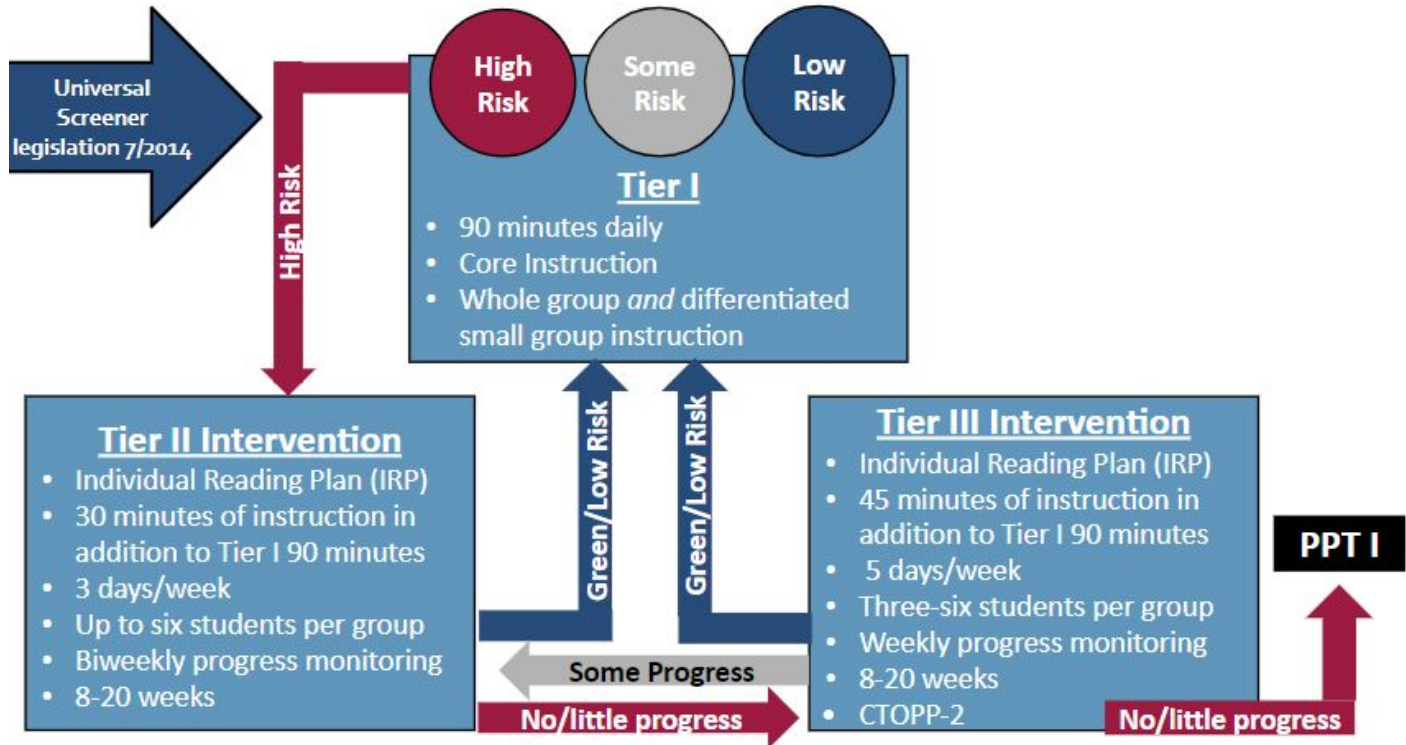 Universal
Screener
legislation 7/2014
High
Risk
Some
Risk
Low
Risk
Tier I
• 90 minutes daily
• Core Instruction
• Whole group and differentiated
small group instruction
High Risk
Tier II Intervention
• Individual Reading Plan (IRP)
• 30 minutes of instruction in
addition to Tier I 90 minutes
• 3 days/week
• Up to six students per group
• Biweekly progress monitoring
• 8-20 weeks
Green/Low Risk
Green/Low Risk
Some Progress
No/little progress
Tier III Intervention
• Individual Reading Plan (IRP)
• 45 minutes of instruction in
addition to Tier I 90 minutes
• 5 days/week
• Three-six students per group
• Weekly progress monitoring
• 8-20 weeks
• CTOPP-2
No/little progress
PPT I